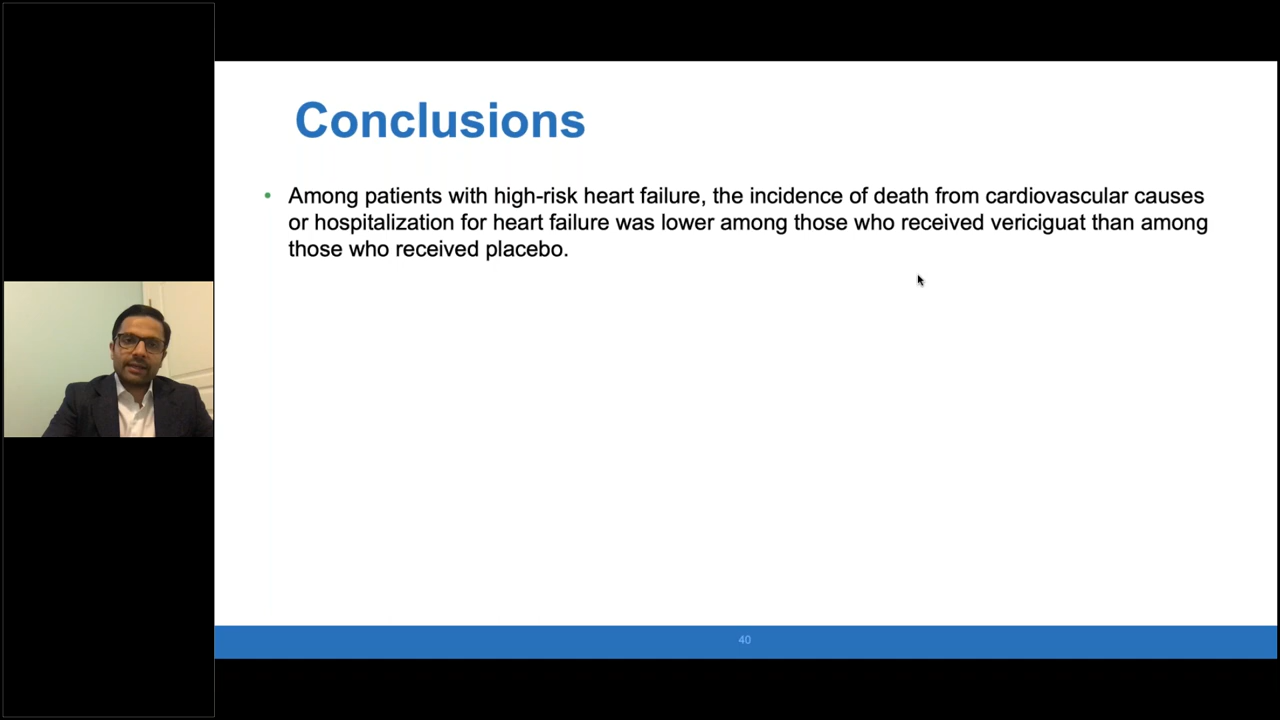 Conclusions
• Among patients with high-risk heart failure, the incidence of death from cardiovascular causes
or hospitalization for heart failure was lower among those who received vericiguat than among
those who received placebo.
40